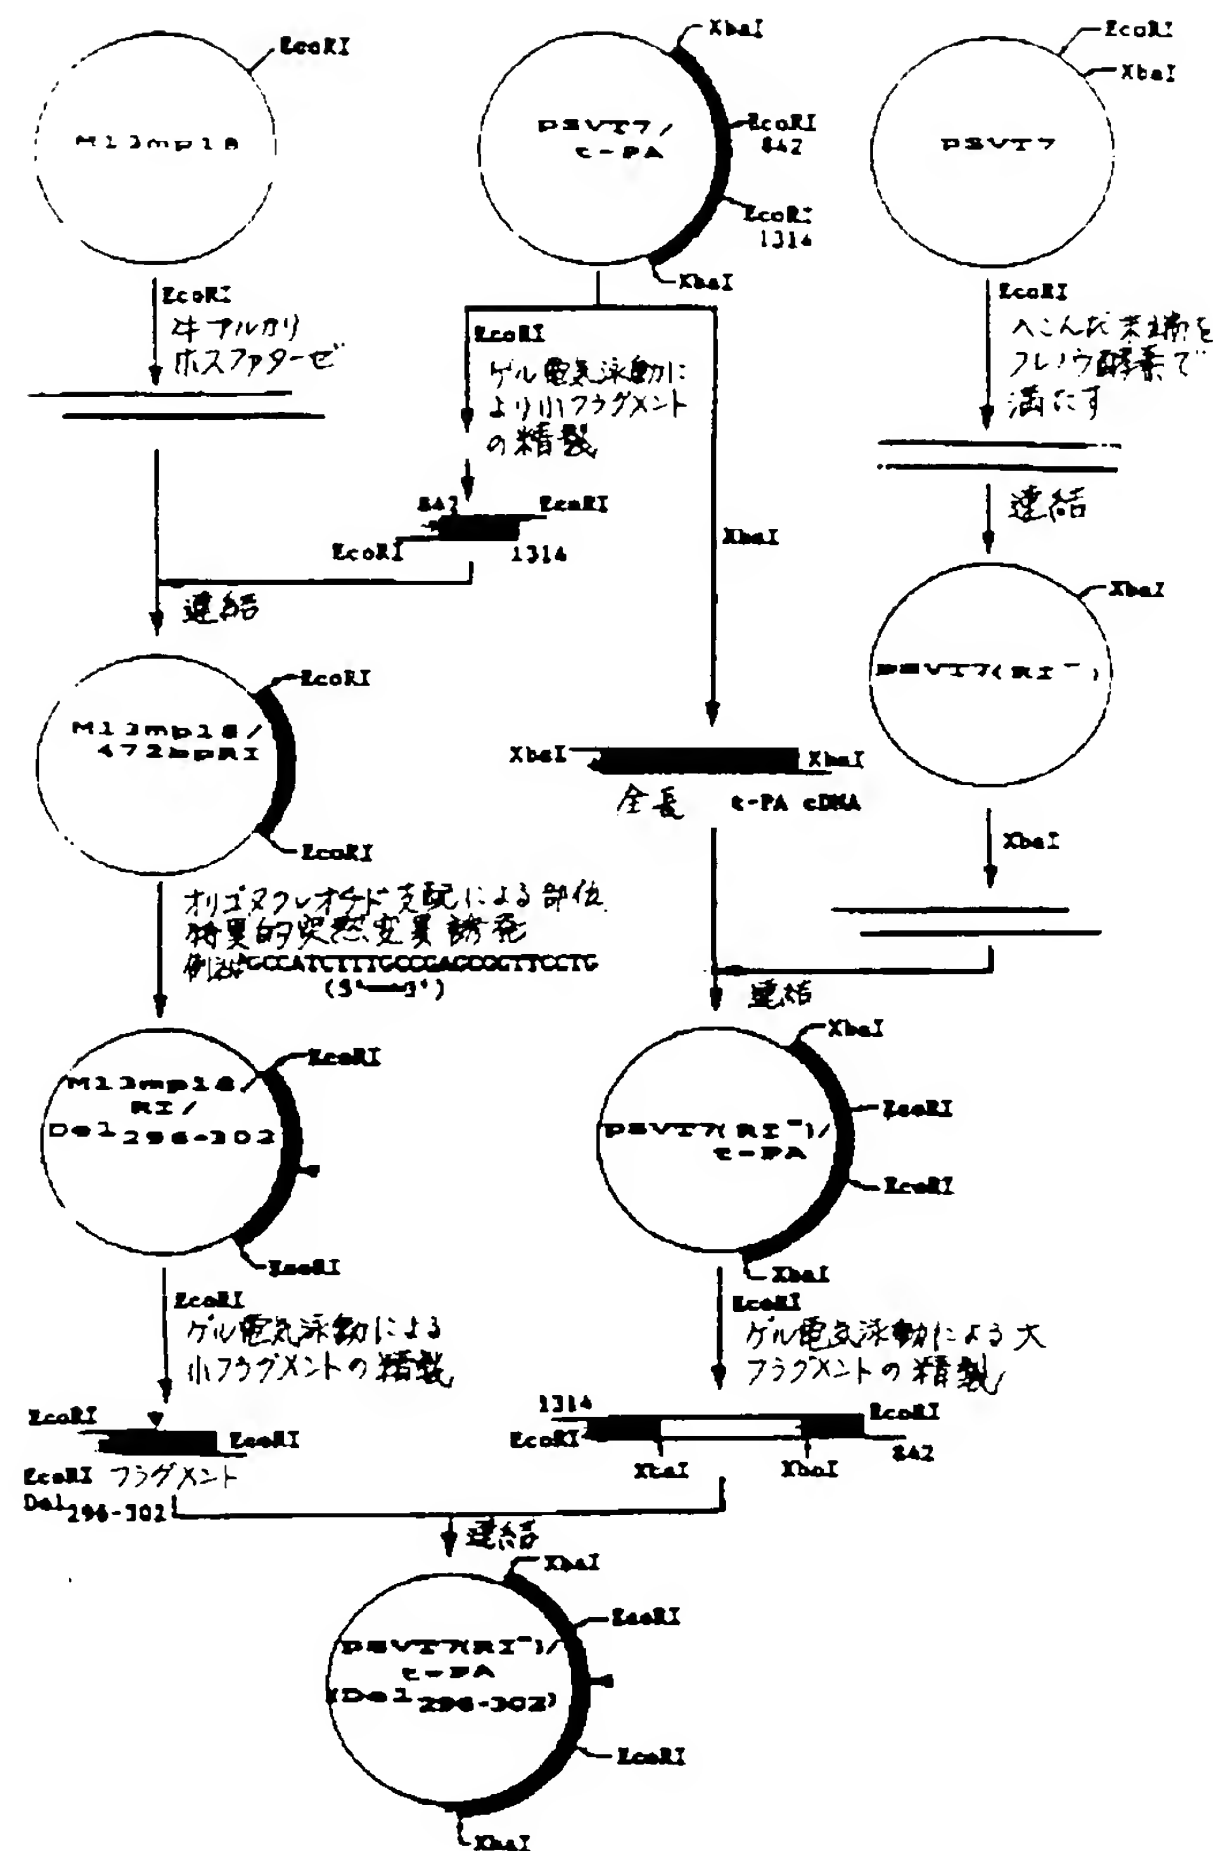 EcoRI
M13mp18
XbaI
pSVT7/
t-PA
EcoRI
842
EcoRI
1314
XbaI
EcoRI
XbaI
pSVT7
EcoRI
牛アルカリ
ホスファターゼ
EcoRI
ゲル電気泳動に
より小フラグメント
の精製
EcoRI
へこんだ末端を
クレノウ酵素で
満たす
842
EcoRI
EcoRI
1314
XbaI
連結
連結
XbaI
pSVT7(RI⁻)
EcoRI
M13mp18/
472bpRI
EcoRI
XbaI
XbaI
全長 t-PA cDNA
XbaI
オリゴヌクレオチド支配による部位
特異的突然変異誘発
GCCATCTTTGCCGAGCGCTTCCTG
(5'—3')
連結
EcoRI
M13mp18/
RI/
Del296-302
EcoRI
XbaI
EcoRI
pSVT7(RI⁻)/
t-PA
EcoRI
XbaI
EcoRI
ゲル電気泳動による
小フラグメントの精製
EcoRI
ゲル電気泳動による大
フラグメントの精製
EcoRI
EcoRI
EcoRI フラグメント
Del296-302
1314
EcoRI
EcoRI
842
XbaI
XbaI
連結
XbaI
EcoRI
pSVT7(RI⁻)/
t-PA
(Del296-302)
EcoRI
XbaI